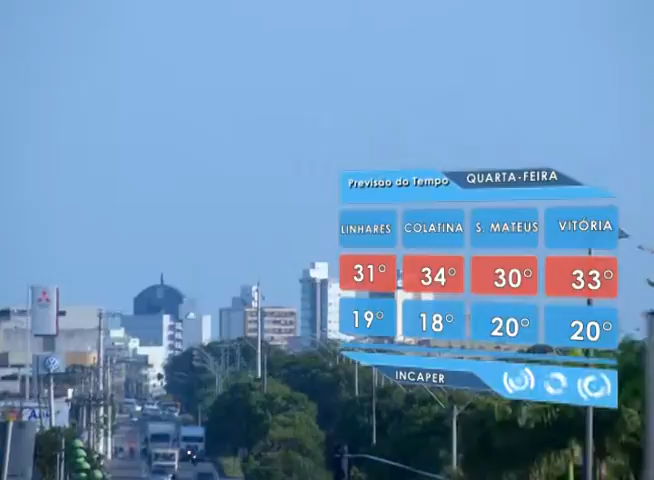 Previsão do Tempo QUARTA-FEIRA
LINHARES COLATINA S. MATEUS VITÓRIA
31° 34° 30° 33°
19° 18° 20° 20°
INCAPER